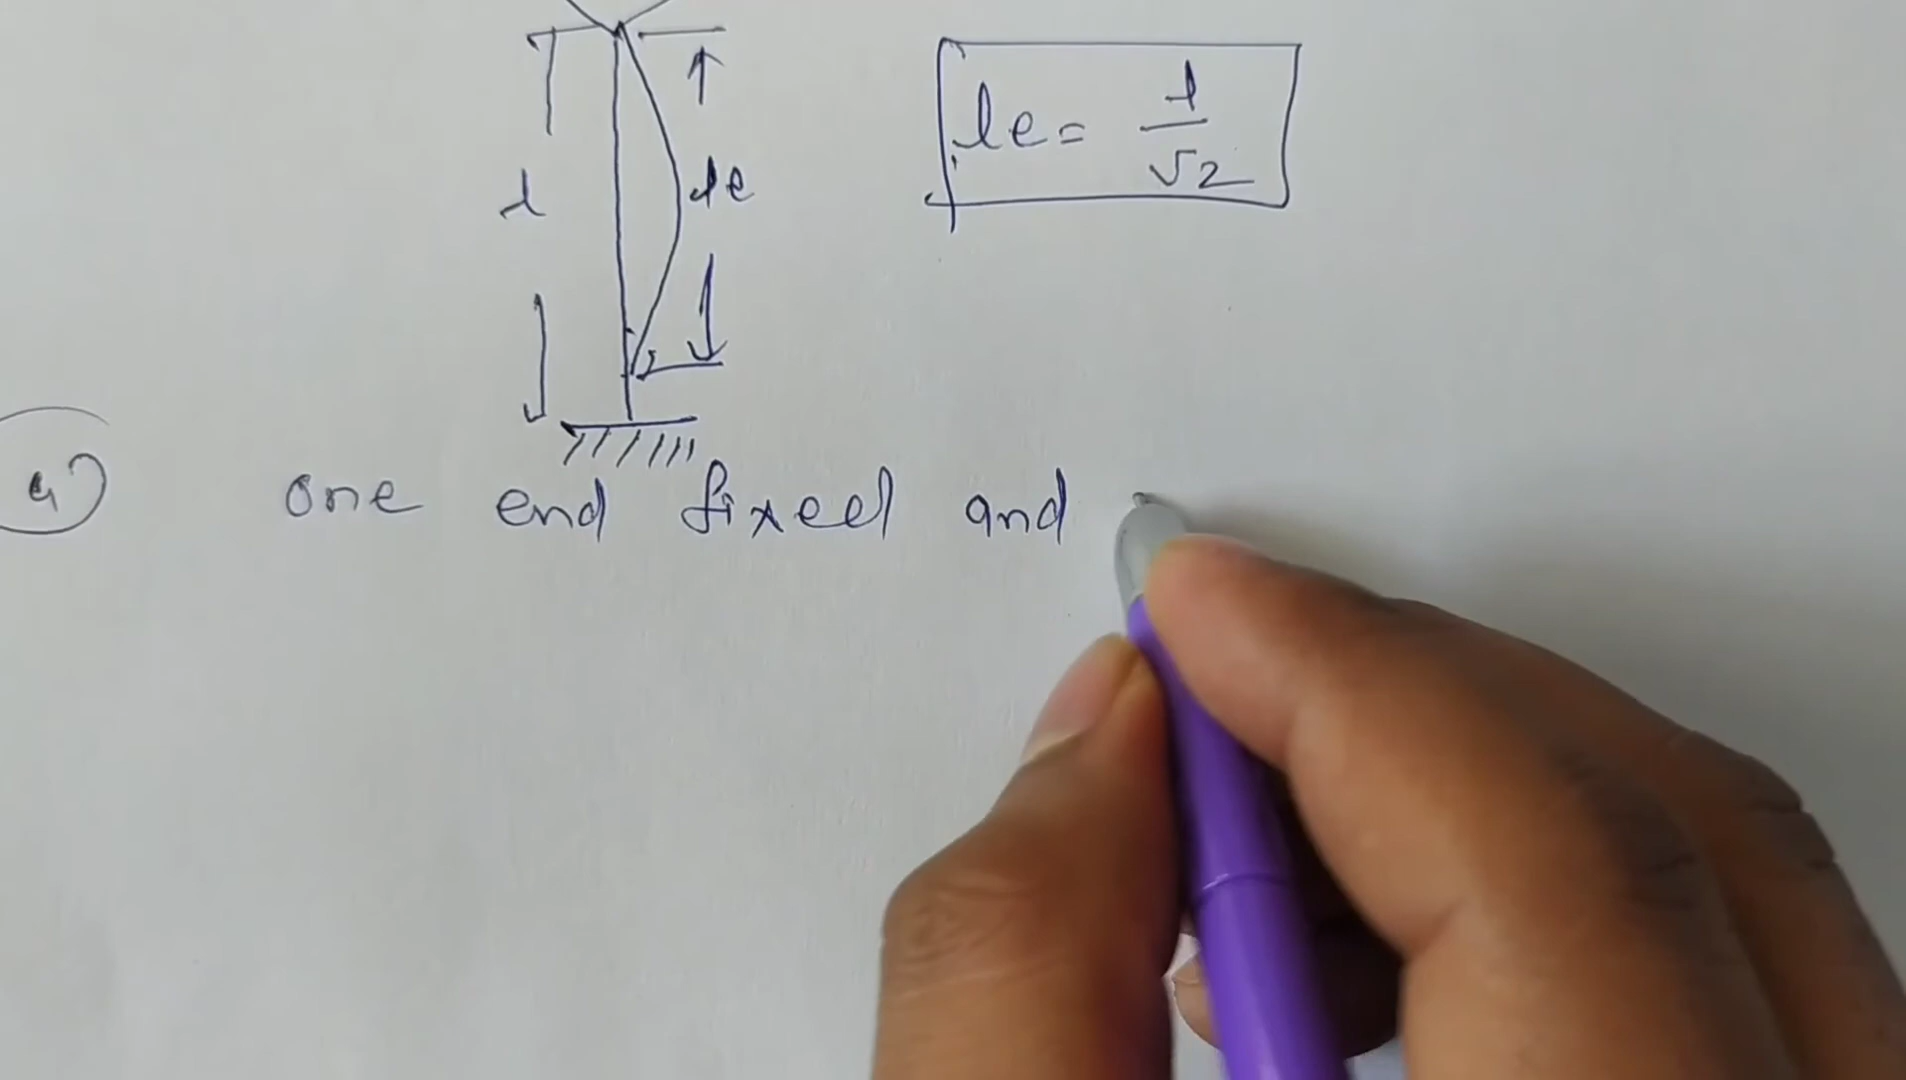 l
le
le = l/√2
4) one end fixed and